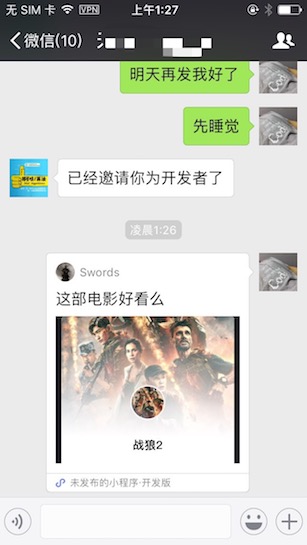 无 SIM 卡 VPN 上午1:27
微信(10)
明天再发我好了
先睡觉
已经邀请你为开发者了
凌晨1:26
Swords
这部电影好看么
战狼2
未发布的小程序·开发版